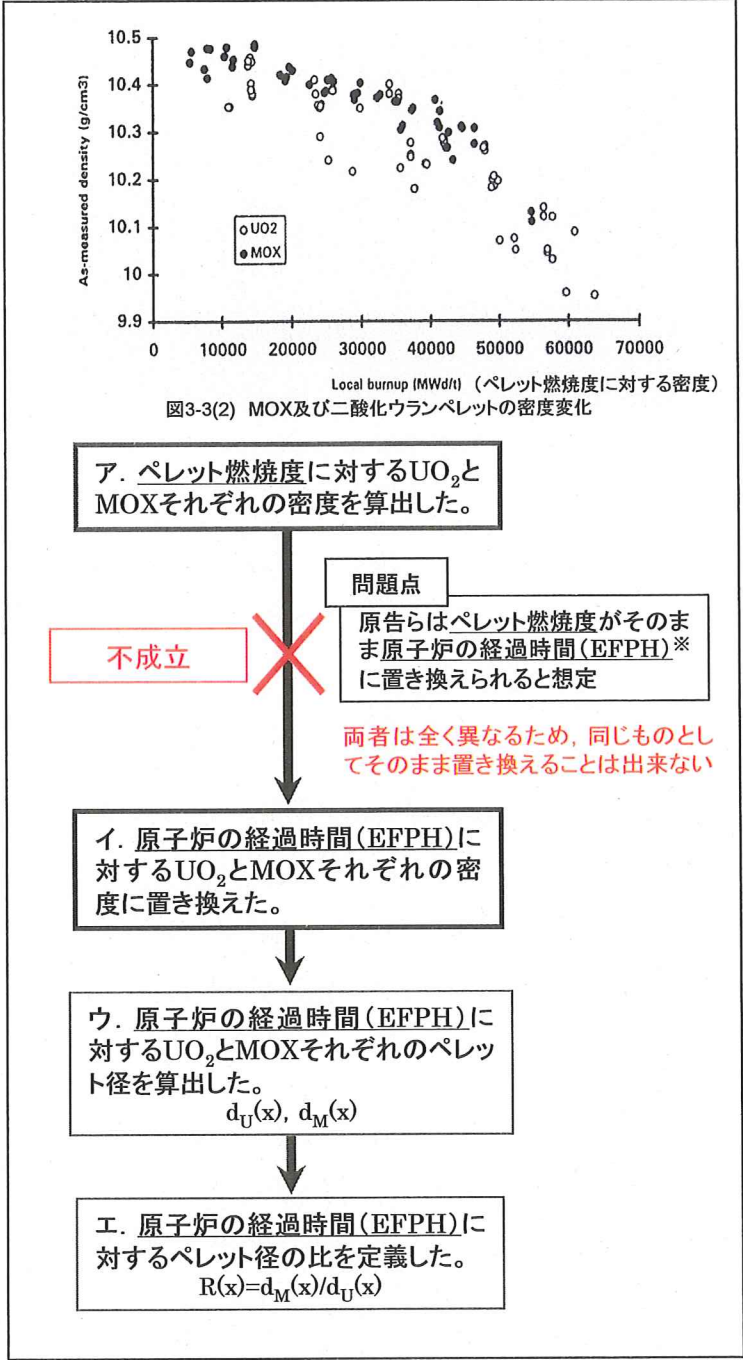 10.5
10.4
10.3
10.2
10.1
10
9.9
As-measured density (g/cm3)
UO2
MOX
0 10000 20000 30000 40000 50000 60000 70000
Local burnup (MWd/t) (ペレット燃焼度に対する密度)
図3-3(2) MOX及び二酸化ウランペレットの密度変化
ア. ペレット燃焼度に対するUO₂と
MOXそれぞれの密度を算出した。
問題点
原告らはペレット燃焼度がそのま
ま原子炉の経過時間(EFPH)※
に置き換えられると想定
不成立
両者は全く異なるため, 同じものとし
てそのまま置き換えることは出来ない
イ. 原子炉の経過時間(EFPH)に
対するUO₂とMOXそれぞれの密
度に置き換えた。
ウ. 原子炉の経過時間(EFPH)に
対するUO₂とMOXそれぞれのペレッ
ト径を算出した。
d_U(x), d_M(x)
エ. 原子炉の経過時間(EFPH)に
対するペレット径の比を定義した。
R(x)=d_M(x)/d_U(x)